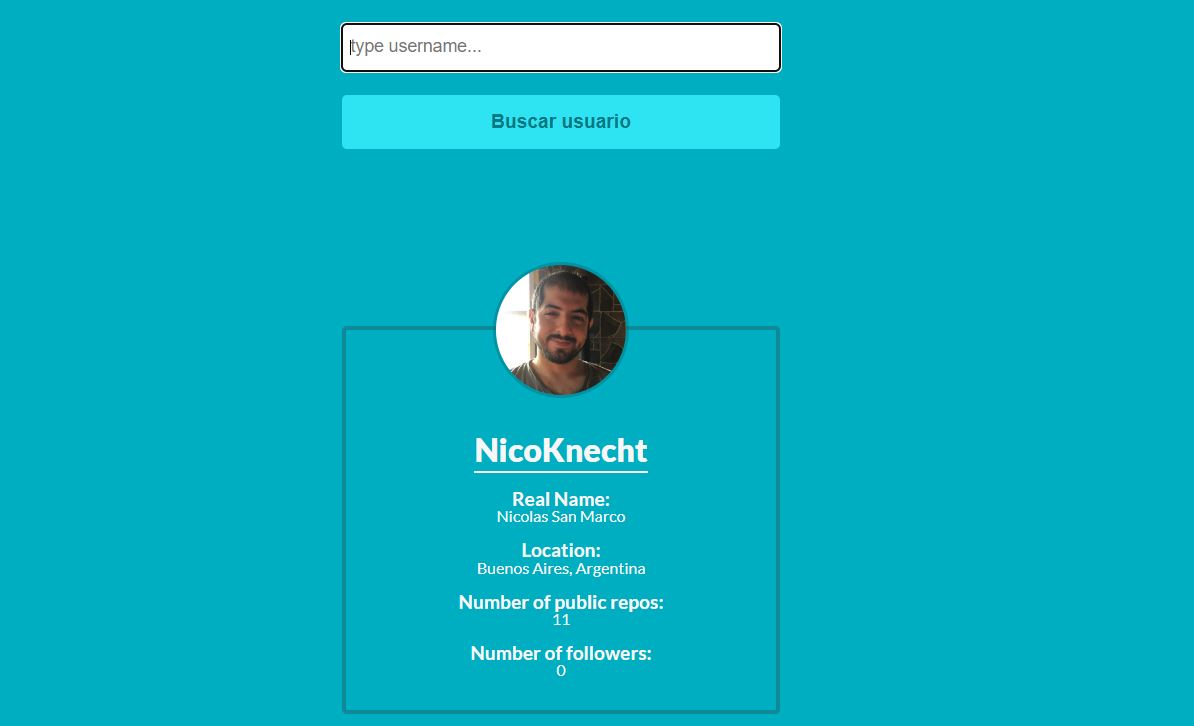 type username...
Buscar usuario
NicoKnecht
Real Name:
Nicolas San Marco
Location:
Buenos Aires, Argentina
Number of public repos:
11
Number of followers:
0